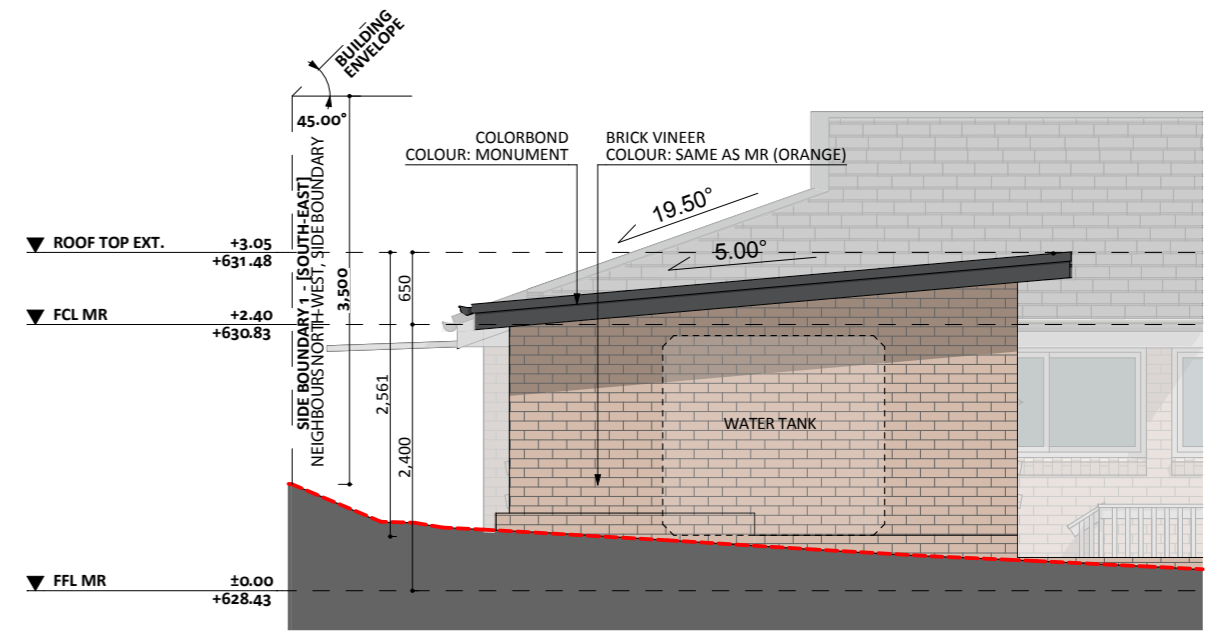 BUILDING
ENVELOPE
45.00°
SIDE BOUNDARY 1 - [SOUTH-EAST]
NEIGHBOURS NORTH-WEST, SIDE BOUNDARY
3,500
COLORBOND
COLOUR: MONUMENT
BRICK VINEER
COLOUR: SAME AS MR (ORANGE)
19.50°
5.00°
ROOF TOP EXT. +3.05
+631.48
650
FCL MR +2.40
+630.83
2,561
2,400
WATER TANK
FFL MR ±0.00
+628.43